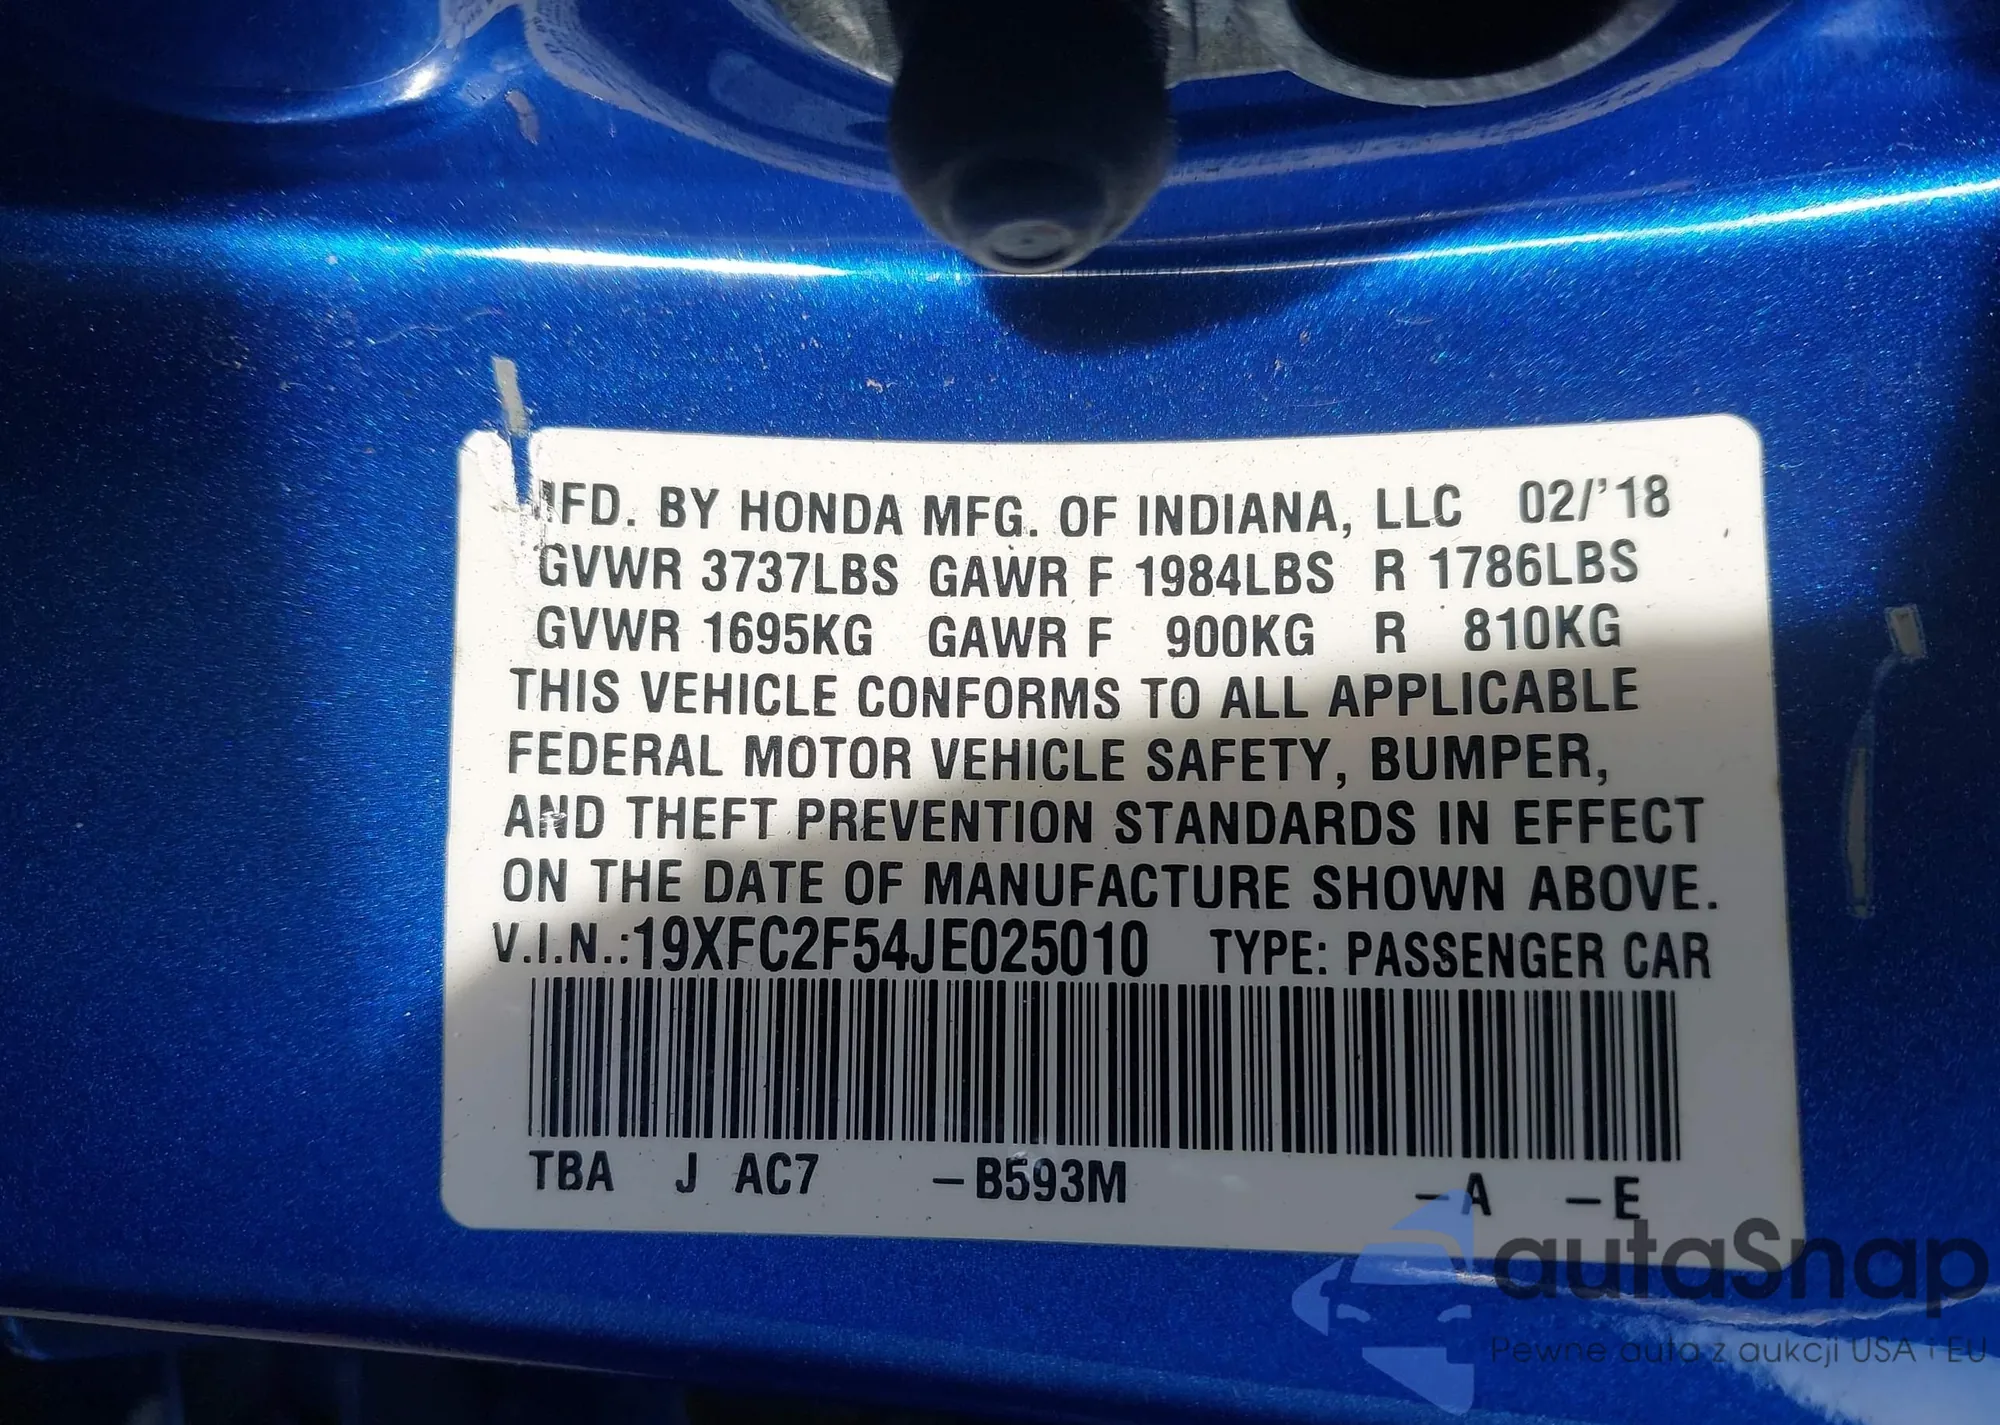 MFD. BY HONDA MFG. OF INDIANA, LLC 02/'18
GVWR 3737LBS GAWR F 1984LBS R 1786LBS
GVWR 1695KG GAWR F 900KG R 810KG
THIS VEHICLE CONFORMS TO ALL APPLICABLE
FEDERAL MOTOR VEHICLE SAFETY, BUMPER,
AND THEFT PREVENTION STANDARDS IN EFFECT
ON THE DATE OF MANUFACTURE SHOWN ABOVE.
V.I.N.:19XFC2F54JE025010 TYPE: PASSENGER CAR
TBA J AC7 -B593M -A -E
autaSnap
Pewne auta z aukcji USA i EU